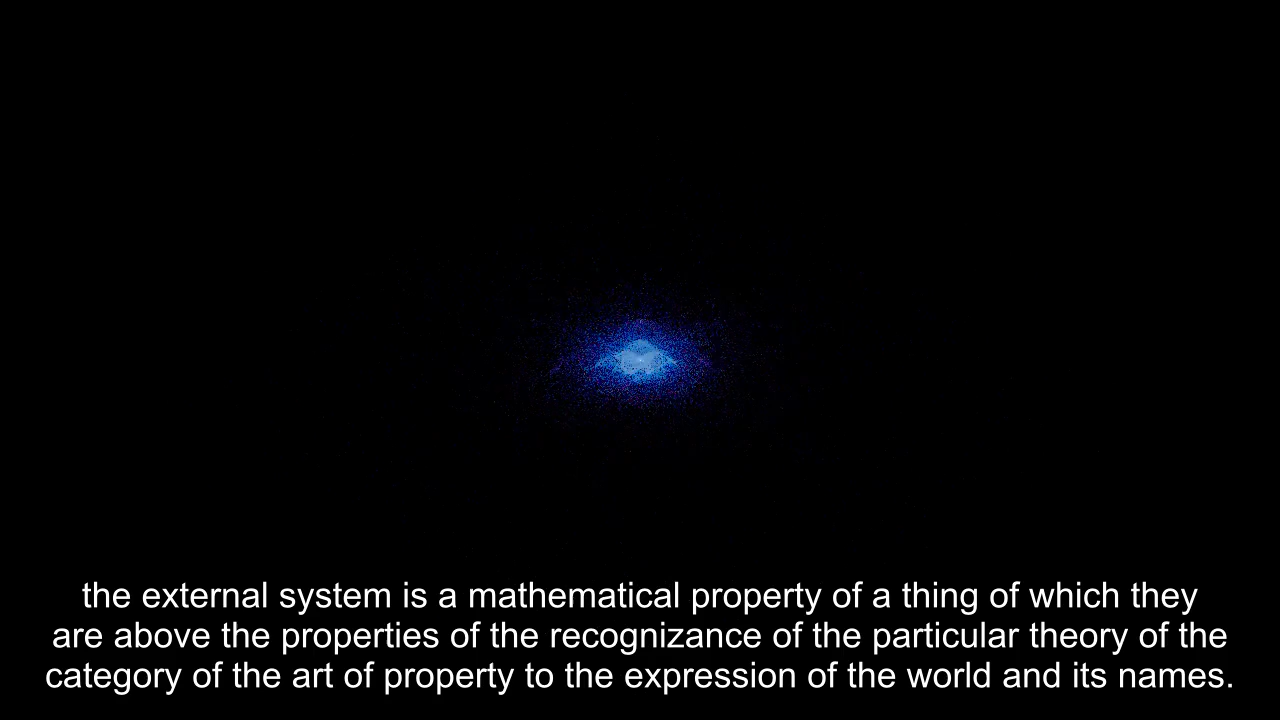 the external system is a mathematical property of a thing of which they
are above the properties of the recognizance of the particular theory of the
category of the art of property to the expression of the world and its names.